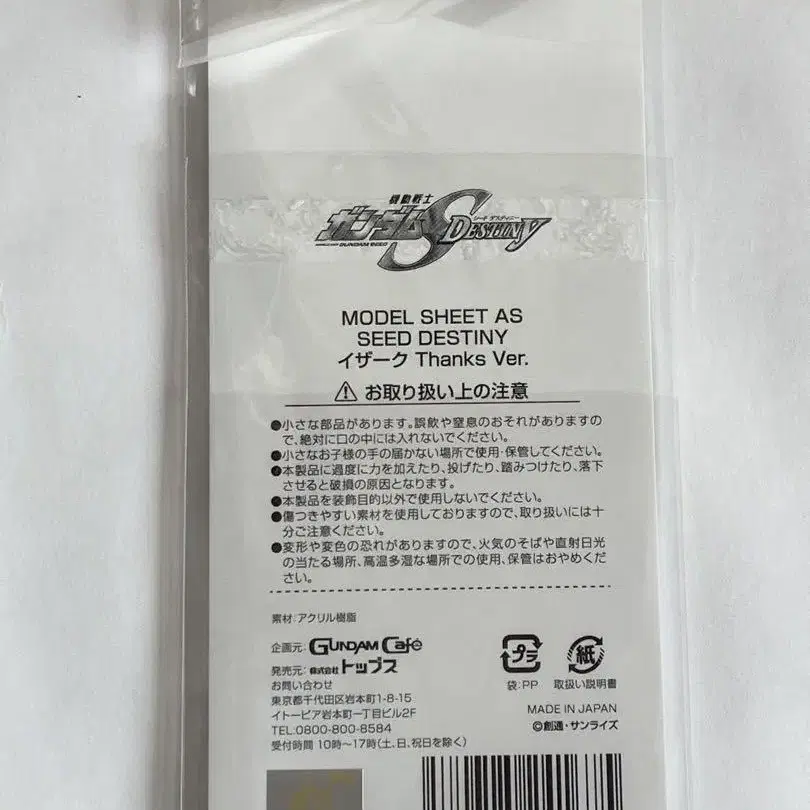 機動戦士
ガンダムSEED DESTINY
シード デスティニー
GUNDAM SEED
MODEL SHEET AS
SEED DESTINY
イザーク Thanks Ver.
お取り扱い上の注意
●小さな部品があります。誤飲や窒息のおそれがありますの
で、絶対に口の中には入れないでください。
●小さなお子様の手の届かない場所で使用・保管してください。
●本製品に過度に力を加えたり、投げたり、踏みつけたり、落下
させると破損の原因となります。
●本製品を装飾目的以外で使用しないでください。
●傷つきやすい素材を使用しておりますので、取り扱いには十
分ご注意ください。
●変形や変色の恐れがありますので、火気のそばや直射日光
の当たる場所、高温多湿な場所での使用、保管はおやめくだ
さい。
素材：アクリル樹脂
企画元：GUNDAM Cafe
発売元：株式会社トップス
お問い合わせ
東京都千代田区岩本町1-8-15
イトーピア岩本町一丁目ビル2F
TEL:0800-800-8584
受付時間 10時～17時(土、日、祝日を除く)
プラ
袋：PP
紙
取扱い説明書
MADE IN JAPAN
©創通・サンライズ